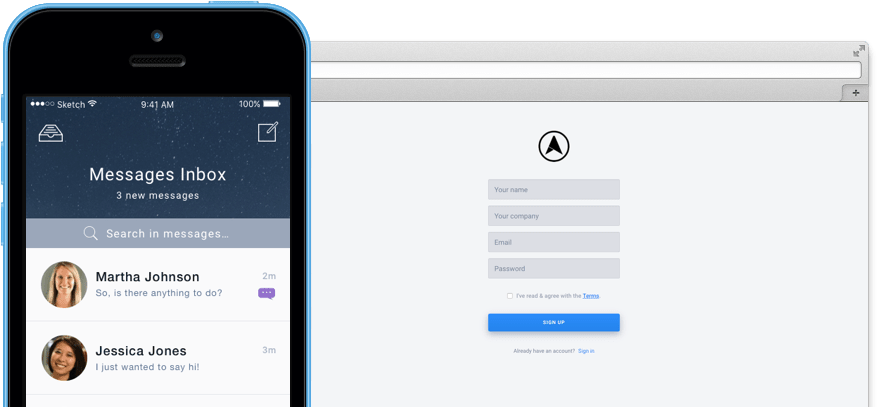 Sketch 9:41 AM 100%
Messages Inbox
3 new messages
Search in messages...
Martha Johnson 2m
So, is there anything to do?
Jessica Jones 3m
I just wanted to say hi!
Your name
Your company
Email
Password
I've read & agree with the Terms.
SIGN UP
Already have an account? Sign in